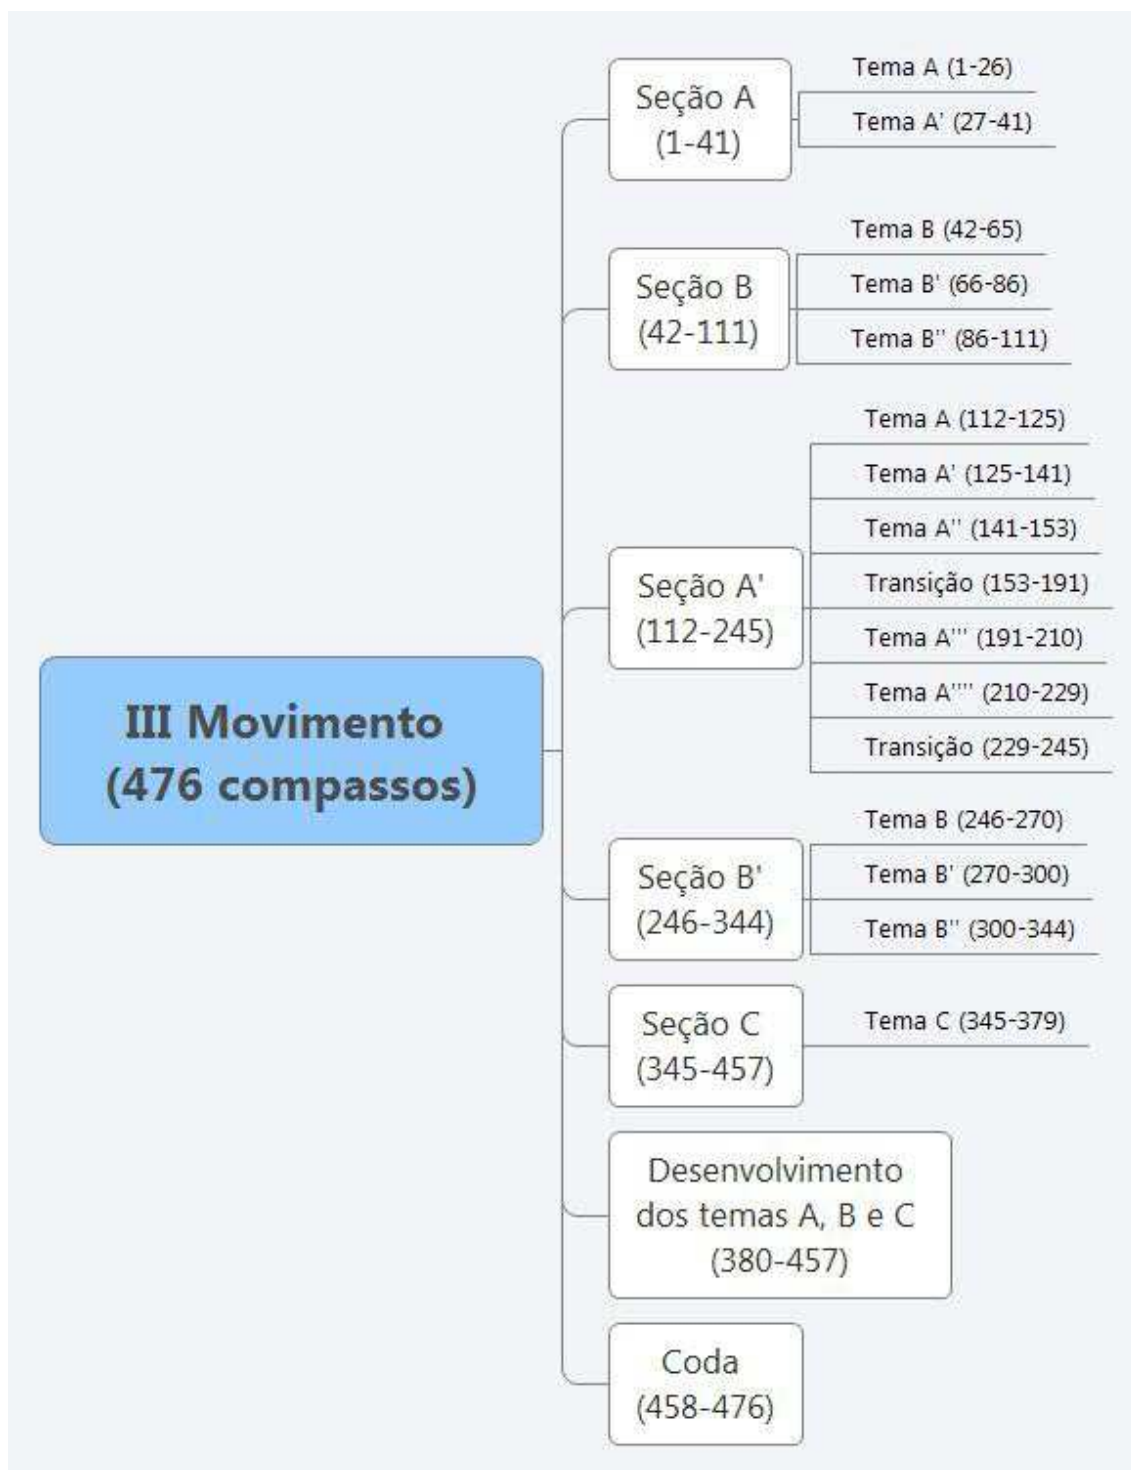 III Movimento
(476 compassos)
Seção A
(1-41)
Tema A (1-26)
Tema A' (27-41)
Seção B
(42-111)
Tema B (42-65)
Tema B' (66-86)
Tema B'' (86-111)
Seção A'
(112-245)
Tema A (112-125)
Tema A' (125-141)
Tema A'' (141-153)
Transição (153-191)
Tema A''' (191-210)
Tema A'''' (210-229)
Transição (229-245)
Seção B'
(246-344)
Tema B (246-270)
Tema B' (270-300)
Tema B'' (300-344)
Seção C
(345-457)
Tema C (345-379)
Desenvolvimento
dos temas A, B e C
(380-457)
Coda
(458-476)